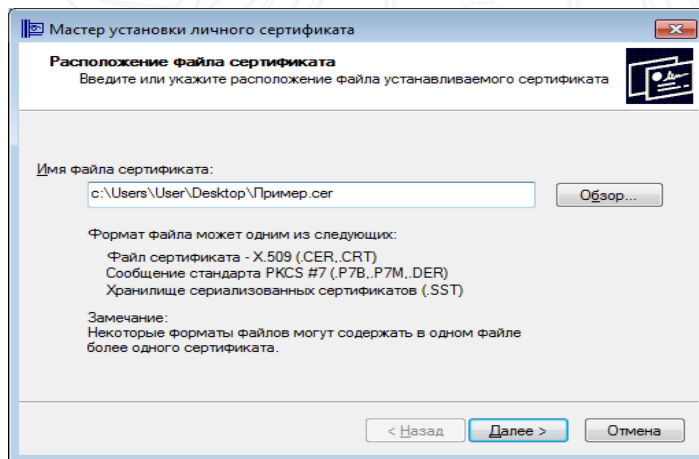 Мастер установки личного сертификата
Расположение файла сертификата
Введите или укажите расположение файла устанавливаемого сертификата
Имя файла сертификата:
c:\Users\User\Desktop\Пример.cer
Обзор...
Формат файла может одним из следующих:
Файл сертификата - X.509 (.CER,.CRT)
Сообщение стандарта PKCS #7 (.P7B,.P7M,.DER)
Хранилище сериализованных сертификатов (.SST)
Замечание:
Некоторые форматы файлов могут содержать в одном файле
более одного сертификата.
< Назад Далее > Отмена